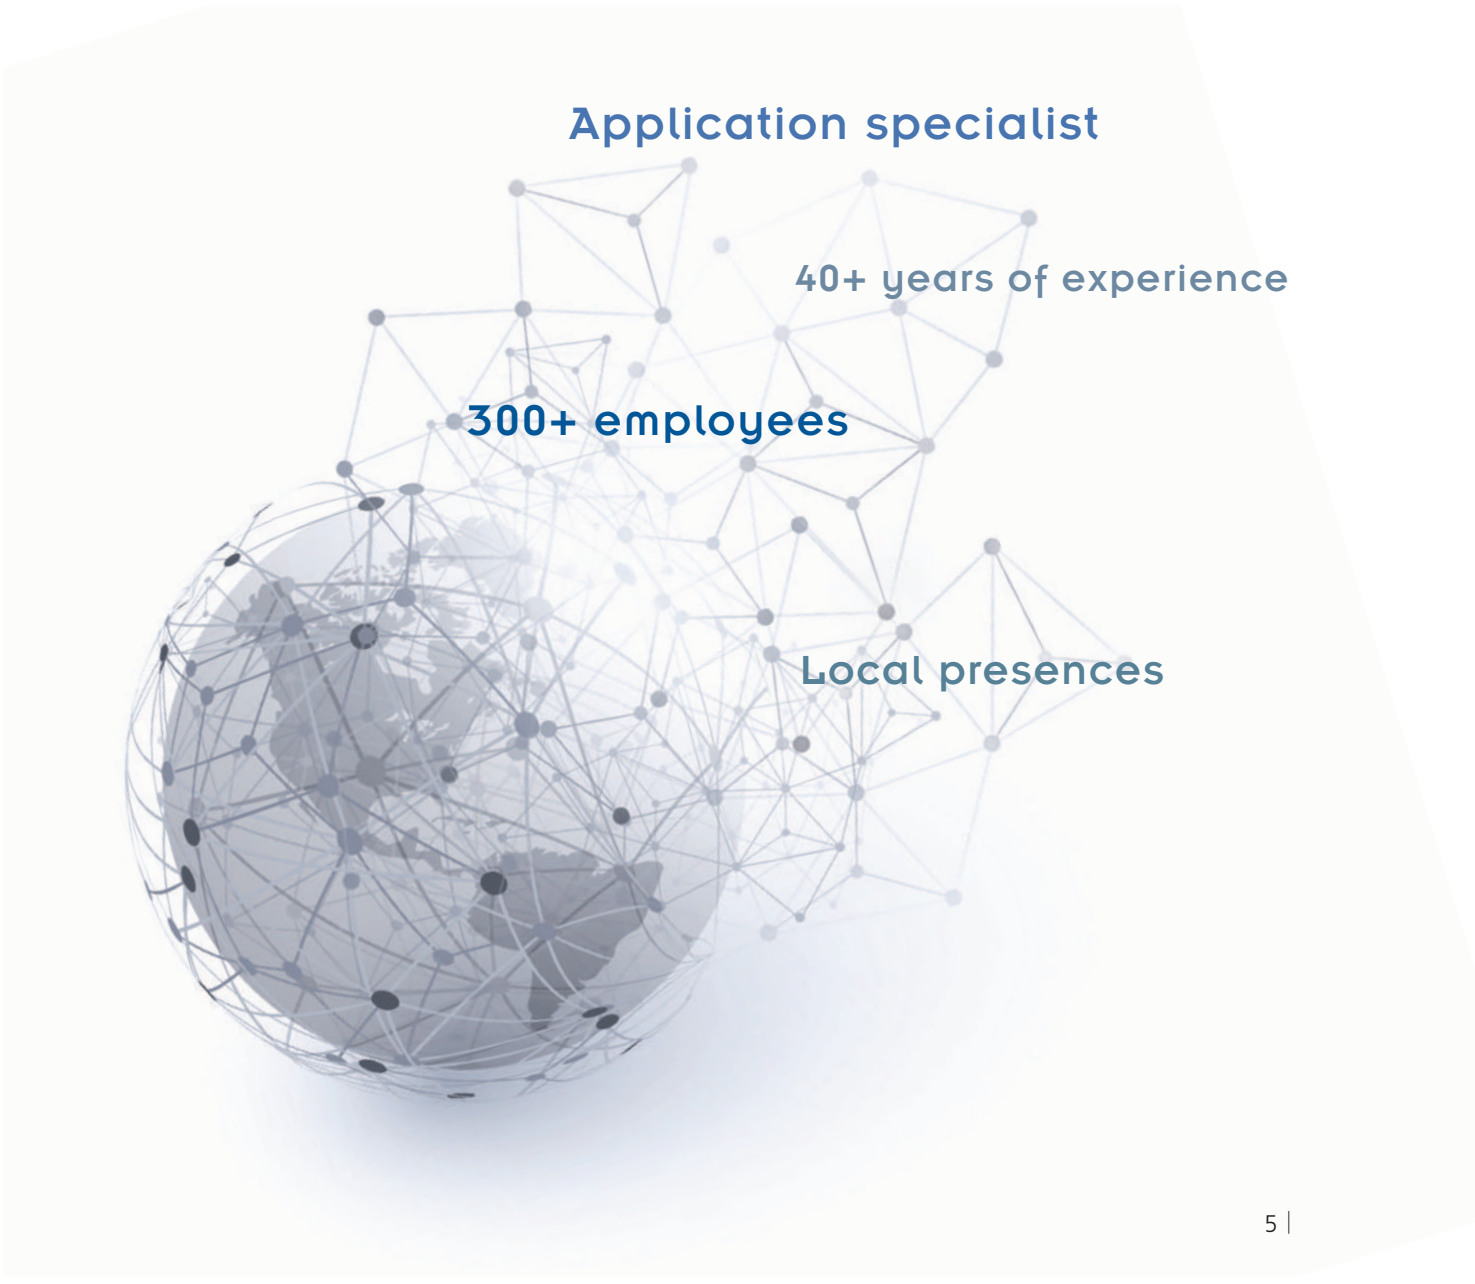 Application specialist
40+ years of experience
300+ employees
Local presences
5 |